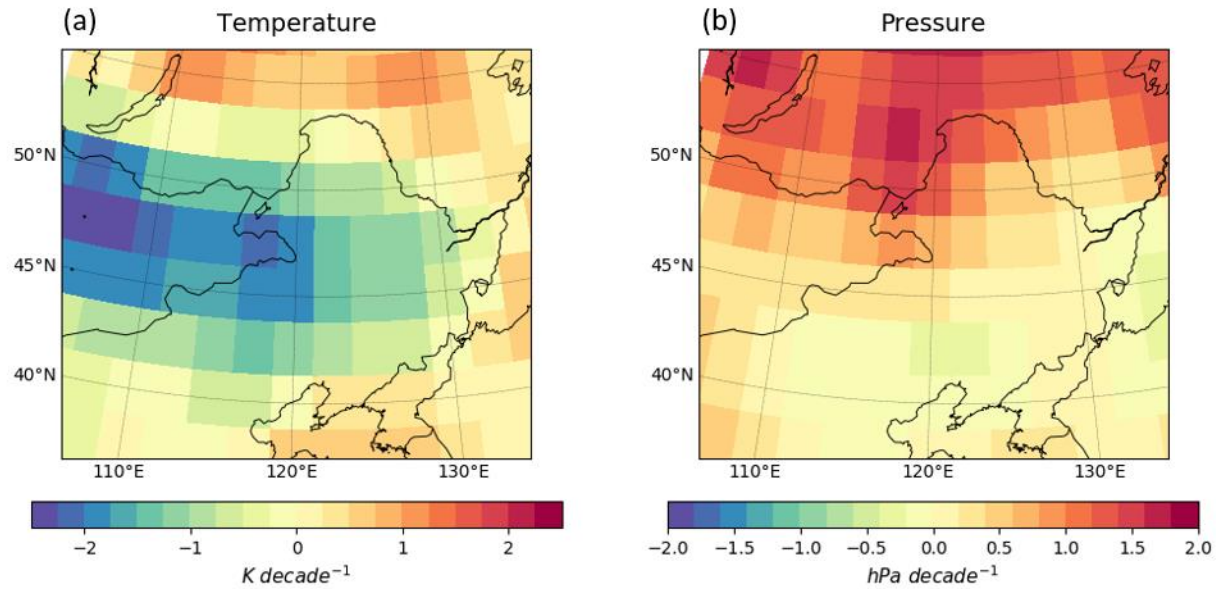 (a) Temperature
50°N
45°N
40°N
110°E 120°E 130°E
−2 −1 0 1 2
K decade⁻¹
(b) Pressure
50°N
45°N
40°N
110°E 120°E 130°E
−2.0 −1.5 −1.0 −0.5 0.0 0.5 1.0 1.5 2.0
hPa decade⁻¹